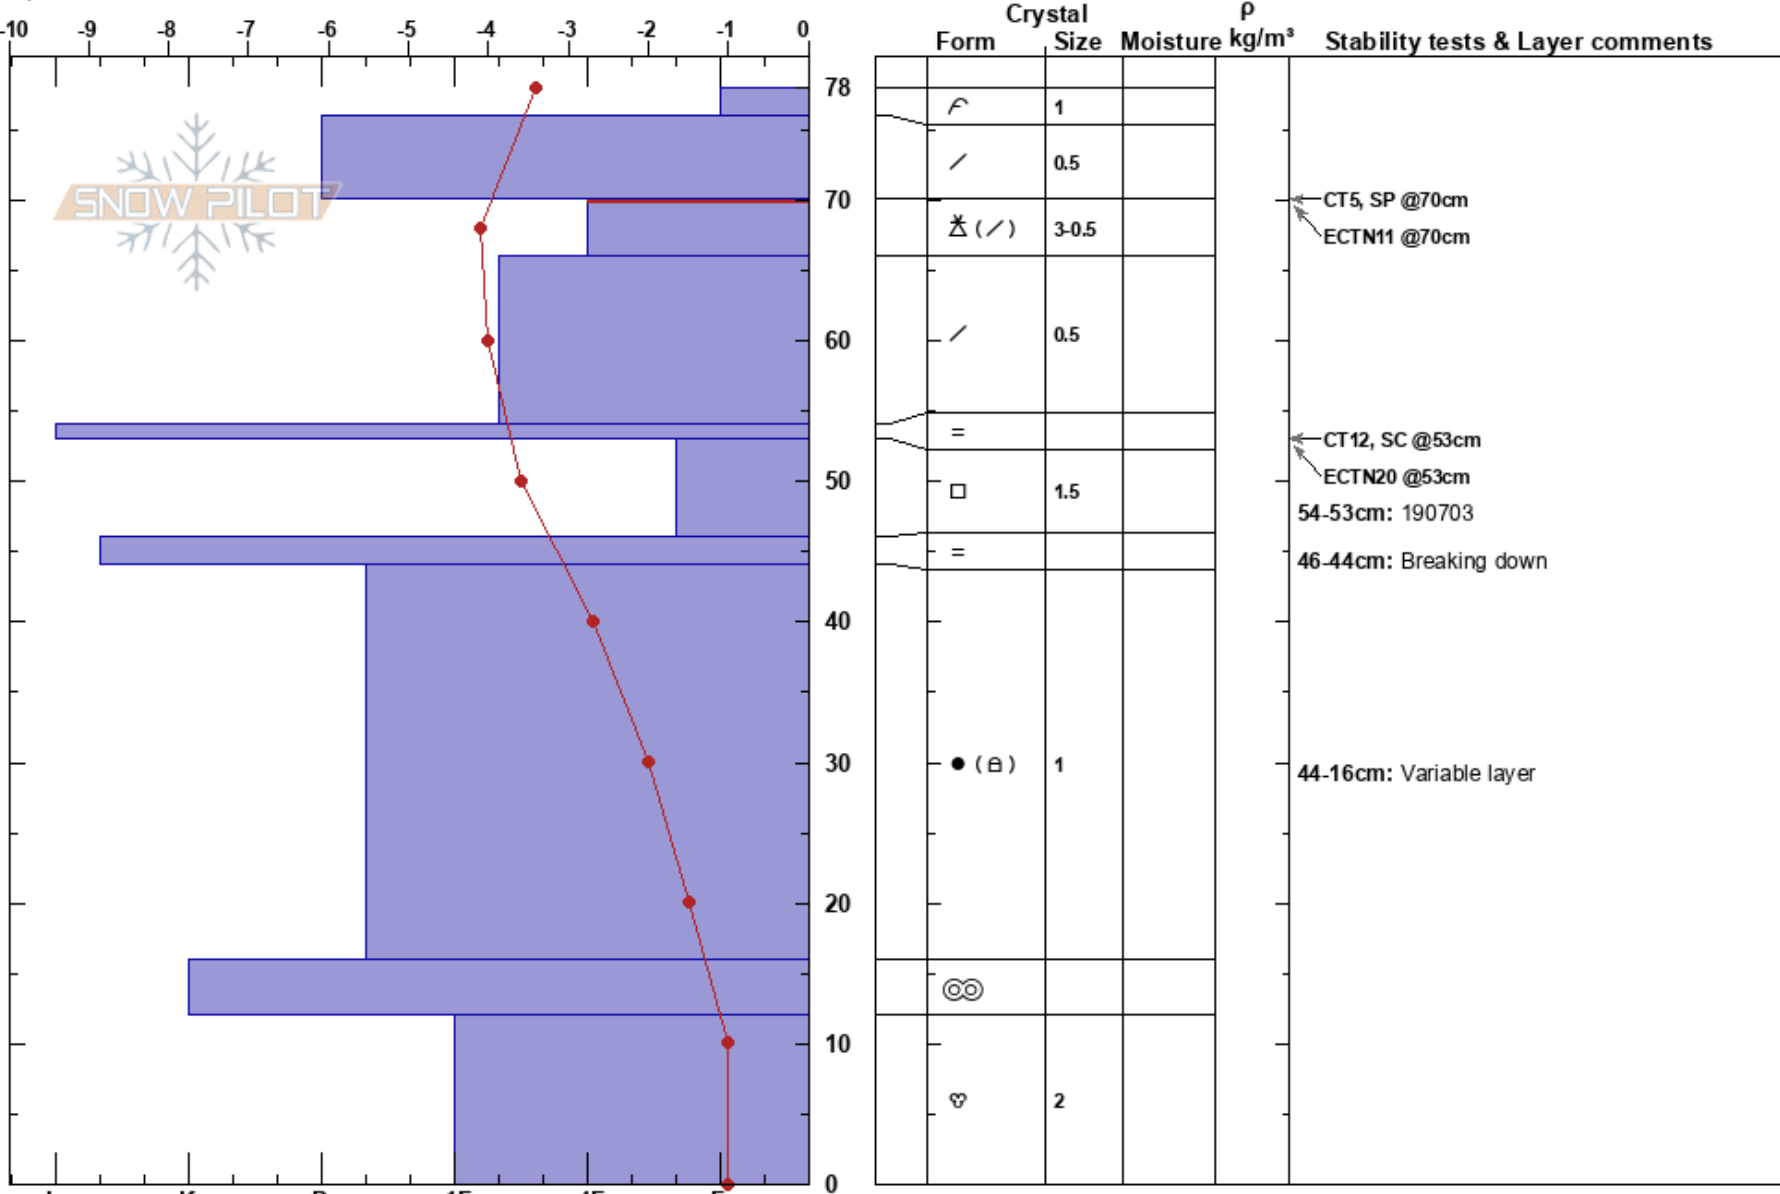 Crystal ρ
-10 -9 -8 -7 -6 -5 -4 -3 -2 -1 0 Form Size Moisture kg/m³ Stability tests & Layer comments
78
1
0.5
SNOW PILOT
70 CT5, SP @70cm
3-0.5 ECTN11 @70cm
60 0.5
= CT12, SC @53cm
50 1.5 ECTN20 @53cm
54-53cm: 190703
= 46-44cm: Breaking down
40
30 1 44-16cm: Variable layer
20
10
2
0